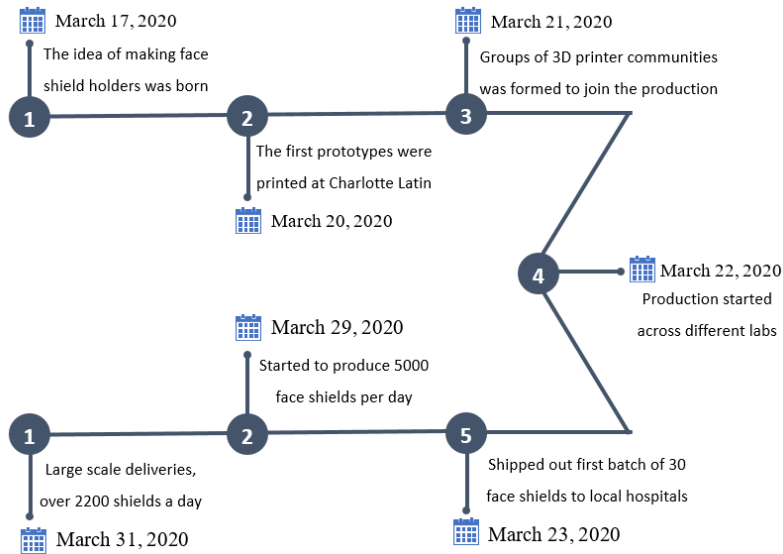 March 17, 2020
The idea of making face
shield holders was born
1
2
The first prototypes were
printed at Charlotte Latin
March 20, 2020
March 21, 2020
Groups of 3D printer communities
was formed to join the production
3
4
March 22, 2020
Production started
across different labs
5
Shipped out first batch of 30
face shields to local hospitals
March 23, 2020
March 29, 2020
Started to produce 5000
face shields per day
2
1
Large scale deliveries,
over 2200 shields a day
March 31, 2020